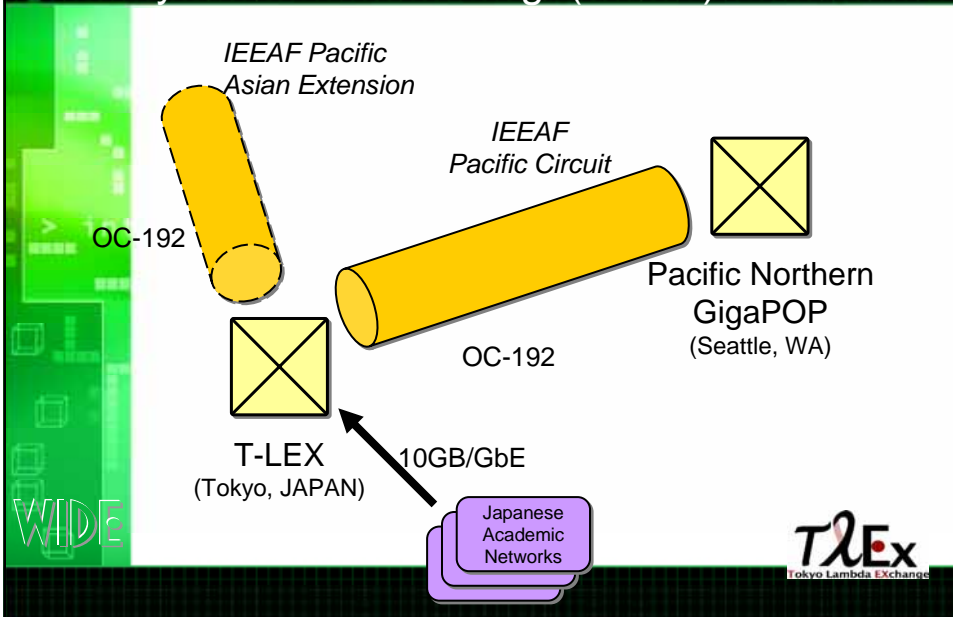 IEEAF Pacific
Asian Extension
IEEAF
Pacific Circuit
OC-192
Pacific Northern
GigaPOP
(Seattle, WA)
OC-192
T-LEX
(Tokyo, JAPAN)
10GB/GbE
Japanese
Academic
Networks
WIDE
TλEx
Tokyo Lambda EXchange